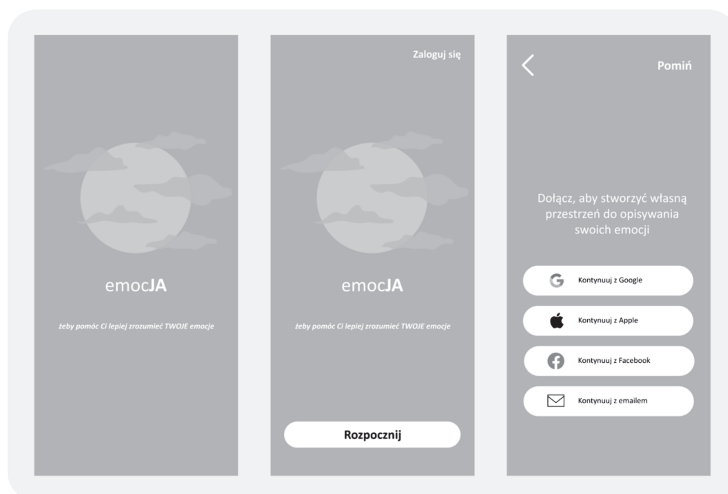 emocJA
żeby pomóc Ci lepiej zrozumieć TWOJE emocje
Zaloguj się
emocJA
żeby pomóc Ci lepiej zrozumieć TWOJE emocje
Rozpocznij
Pomiń
Dołącz, aby stworzyć własną
przestrzeń do opisywania
swoich emocji
Kontynuuj z Google
Kontynuuj z Apple
Kontynuuj z Facebook
Kontynuuj z emailem